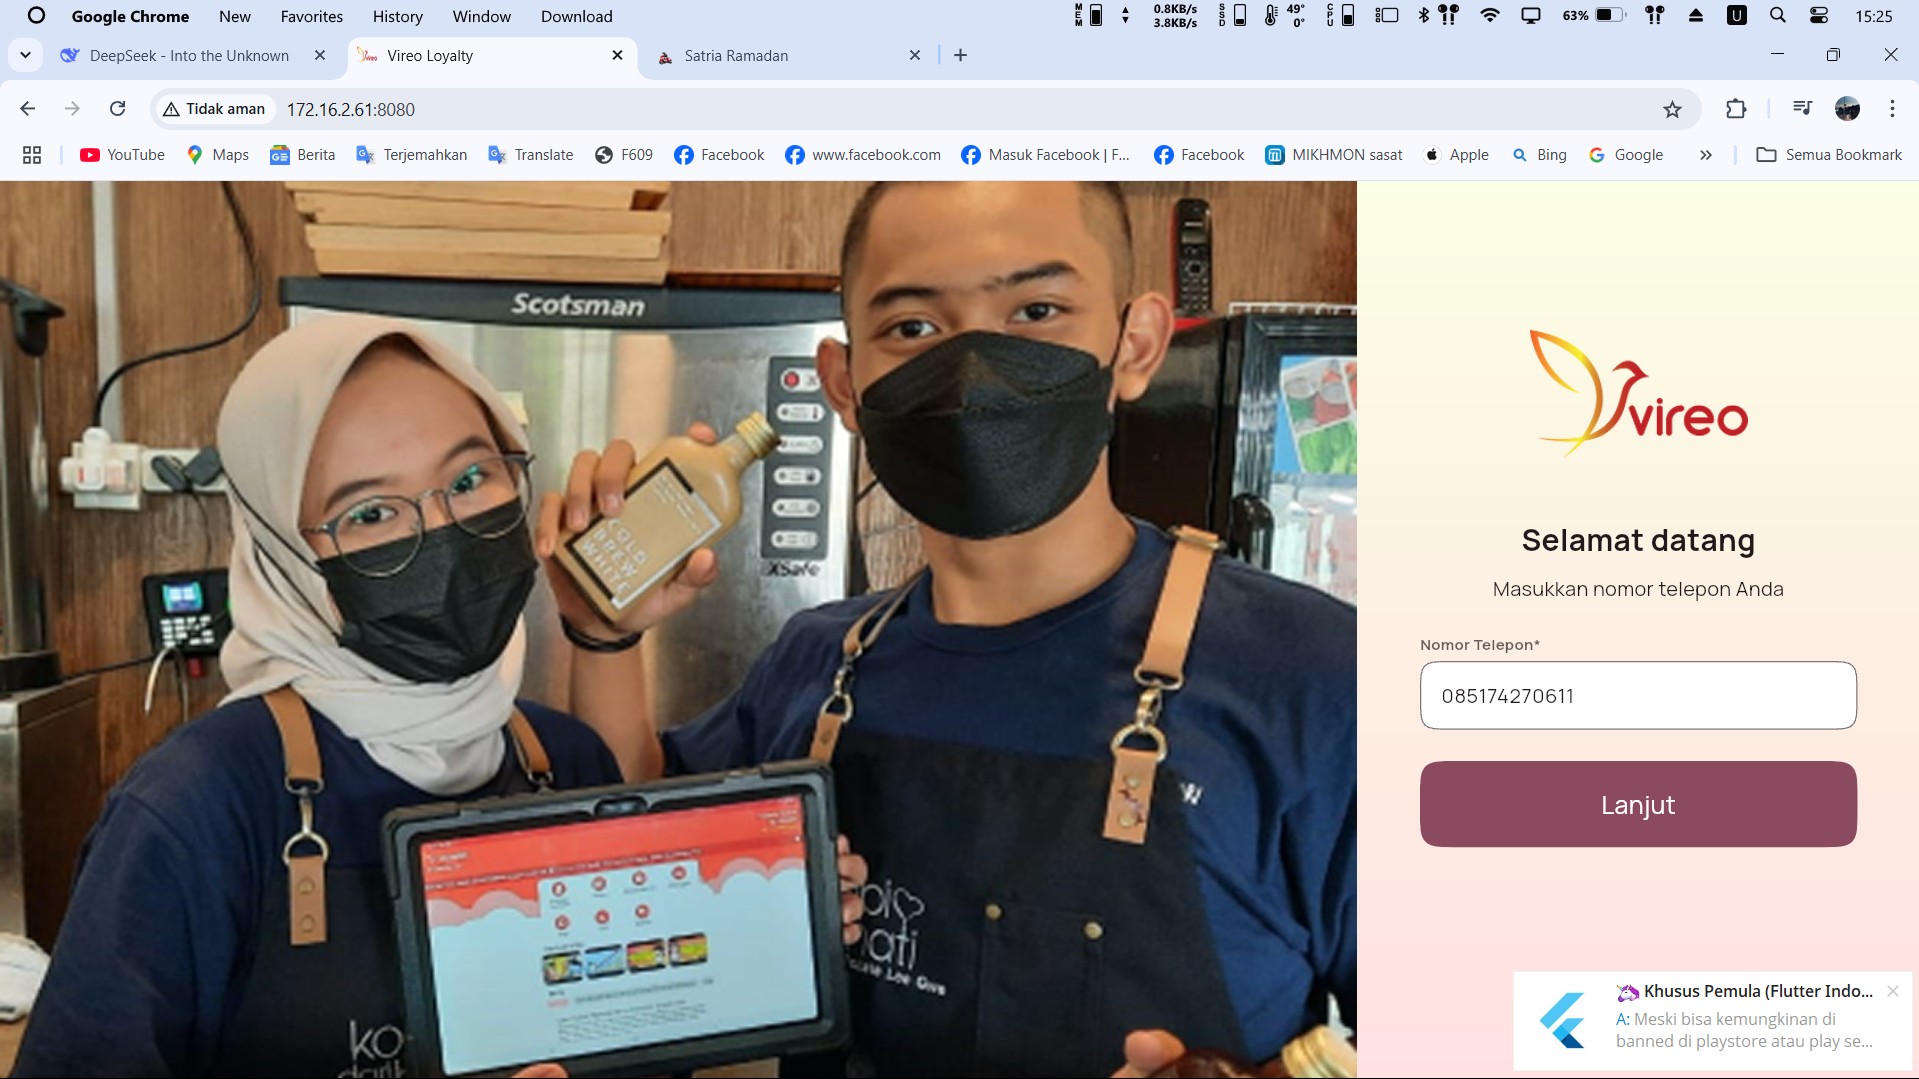 Google Chrome New Favorites History Window Download MEM 0.8KB/s 3.8KB/s SSD 49° 0° CPU 63% U 15:25
DeepSeek - Into the Unknown Vireo Loyalty Satria Ramadan
Tidak aman 172.16.2.61:8080
YouTube Maps Berita Terjemahkan Translate F609 Facebook www.facebook.com Masuk Facebook | F... Facebook MIKHMON sasat Apple Bing Google Semua Bookmark
Scotsman
XSafe
COLD
BREW
WHITE
vireo
Selamat datang
Masukkan nomor telepon Anda
Nomor Telepon*
085174270611
Lanjut
ko
Khusus Pemula (Flutter Indo...
A: Meski bisa kemungkinan di
banned di playstore atau play se...